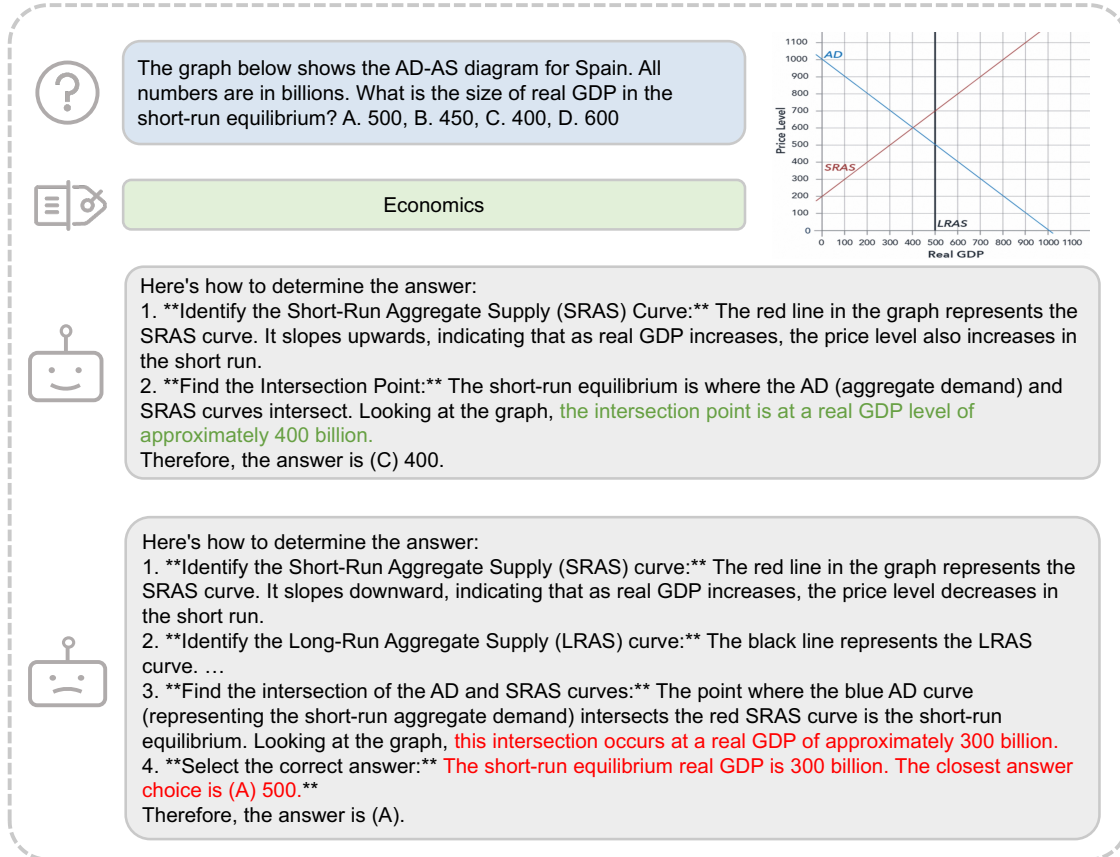 The graph below shows the AD-AS diagram for Spain. All
numbers are in billions. What is the size of real GDP in the
short-run equilibrium? A. 500, B. 450, C. 400, D. 600
1100
1000
900
800
700
600
500
400
300
200
100
0
Price Level
AD
SRAS
LRAS
0 100 200 300 400 500 600 700 800 900 1000 1100
Real GDP
Economics
Here's how to determine the answer:
1. **Identify the Short-Run Aggregate Supply (SRAS) Curve:** The red line in the graph represents the
SRAS curve. It slopes upwards, indicating that as real GDP increases, the price level also increases in
the short run.
2. **Find the Intersection Point:** The short-run equilibrium is where the AD (aggregate demand) and
SRAS curves intersect. Looking at the graph, the intersection point is at a real GDP level of
approximately 400 billion.
Therefore, the answer is (C) 400.
Here's how to determine the answer:
1. **Identify the Short-Run Aggregate Supply (SRAS) curve:** The red line in the graph represents the
SRAS curve. It slopes downward, indicating that as real GDP increases, the price level decreases in
the short run.
2. **Identify the Long-Run Aggregate Supply (LRAS) curve:** The black line represents the LRAS
curve. …
3. **Find the intersection of the AD and SRAS curves:** The point where the blue AD curve
(representing the short-run aggregate demand) intersects the red SRAS curve is the short-run
equilibrium. Looking at the graph, this intersection occurs at a real GDP of approximately 300 billion.
4. **Select the correct answer:** The short-run equilibrium real GDP is 300 billion. The closest answer
choice is (A) 500.**
Therefore, the answer is (A).